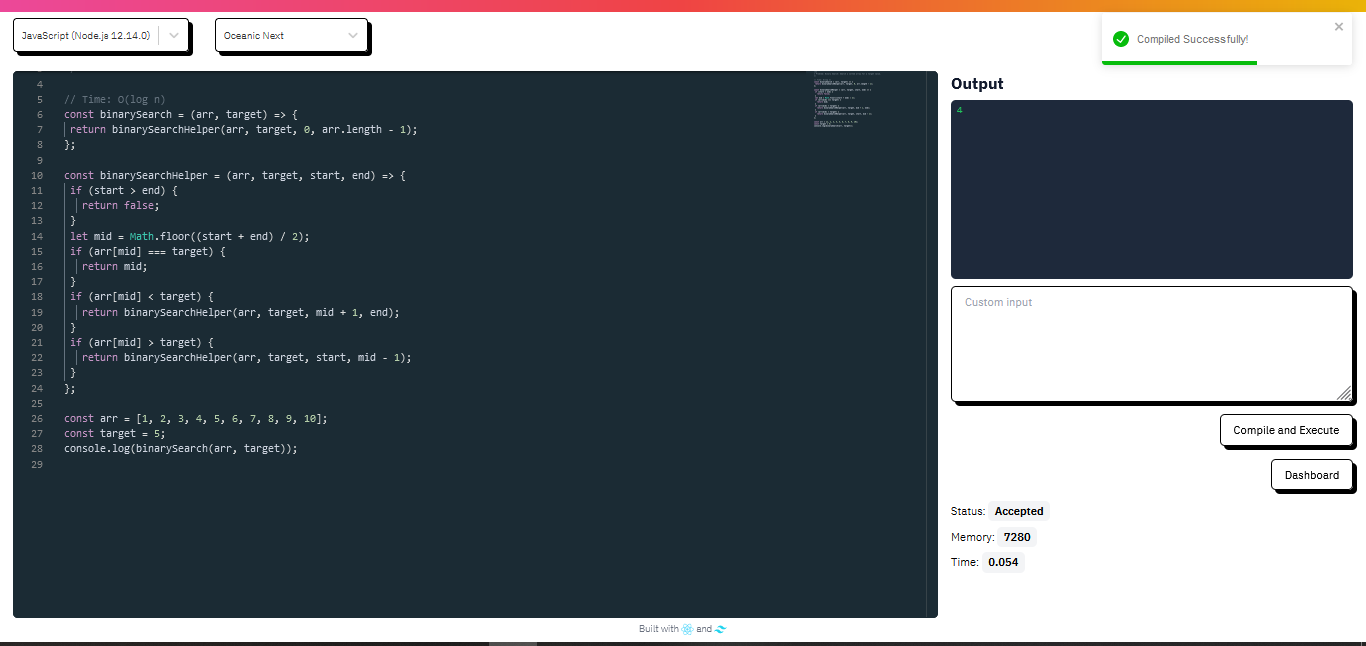 JavaScript (Node.js 12.14.0)
Oceanic Next
Compiled Successfully!
4
5 // Time: O(log n)
6 const binarySearch = (arr, target) => {
7 return binarySearchHelper(arr, target, 0, arr.length - 1);
8 };
9
10 const binarySearchHelper = (arr, target, start, end) => {
11 if (start > end) {
12 return false;
13 }
14 let mid = Math.floor((start + end) / 2);
15 if (arr[mid] === target) {
16 return mid;
17 }
18 if (arr[mid] < target) {
19 return binarySearchHelper(arr, target, mid + 1, end);
20 }
21 if (arr[mid] > target) {
22 return binarySearchHelper(arr, target, start, mid - 1);
23 }
24 };
25
26 const arr = [1, 2, 3, 4, 5, 6, 7, 8, 9, 10];
27 const target = 5;
28 console.log(binarySearch(arr, target));
29
Output
4
Custom input
Compile and Execute
Dashboard
Status: Accepted
Memory: 7280
Time: 0.054
Built with and